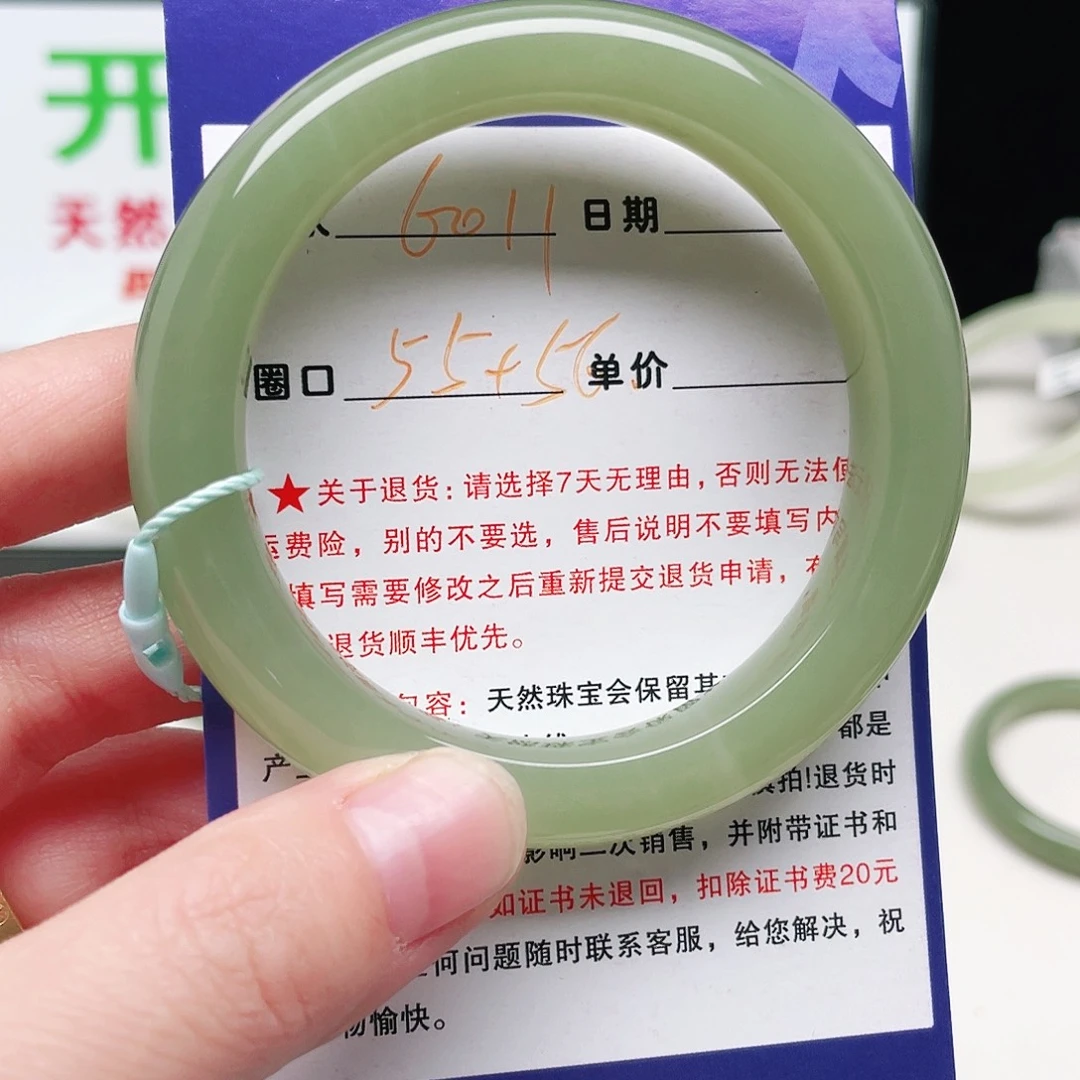 开
天然
6011 日期
圈口 55+56 单价
★关于退货:请选择7天无理由,否则无法使
运费险,别的不要选,售后说明不要填写内
填写需要修改之后重新提交退货申请,有
退货顺丰优先。
包容:天然珠宝会保留其
都是
产
慎拍!退货时
影响二次销售,并附带证书和
如证书未退回,扣除证书费20元
何问题随时联系客服,给您解决,祝
物愉快。